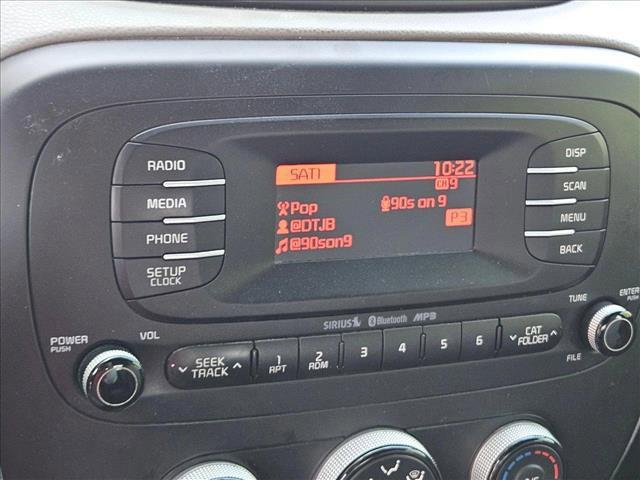 RADIO
MEDIA
PHONE
SETUP
CLOCK
SAT1 10:22
CH 9
Pop 90s on 9
@DTJB P3
@90son9
DISP
SCAN
MENU
BACK
SIRIUS Bluetooth MP3
POWER
PUSH
VOL
SEEK
TRACK
1
RPT
2
RDM
3
4
5
6
CAT
FOLDER
TUNE
FILE
ENTER
PUSH
A/C